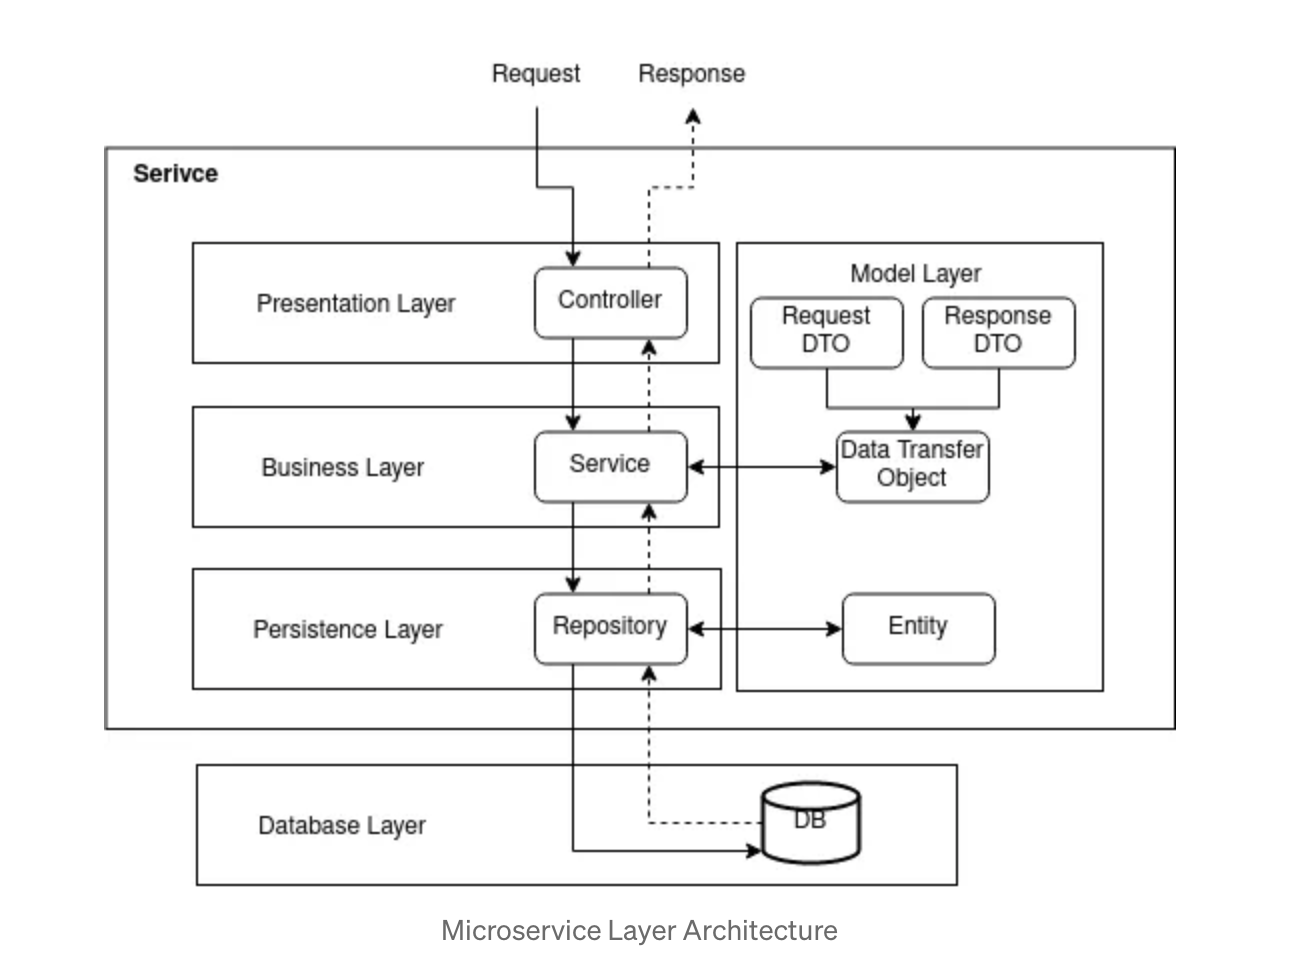 Request
Response
Serivce
Presentation Layer
Controller
Model Layer
Request
DTO
Response
DTO
Business Layer
Service
Data Transfer
Object
Persistence Layer
Repository
Entity
Database Layer
DB
Microservice Layer Architecture